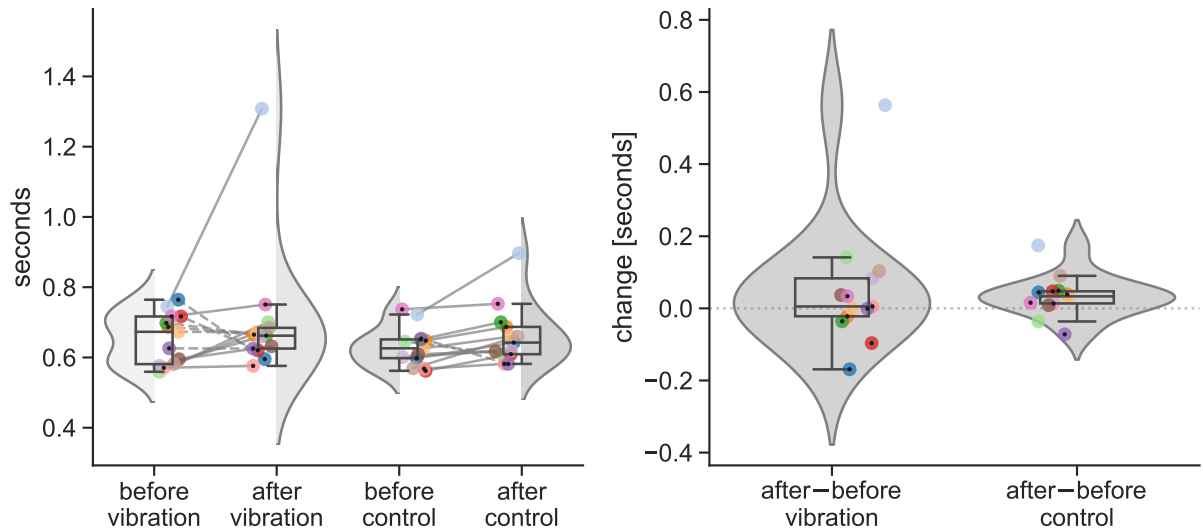 seconds
1.4
1.2
1.0
0.8
0.6
0.4
before
vibration
after
vibration
before
control
after
control
change [seconds]
0.8
0.6
0.4
0.2
0.0
−0.2
−0.4
after−before
vibration
after−before
control